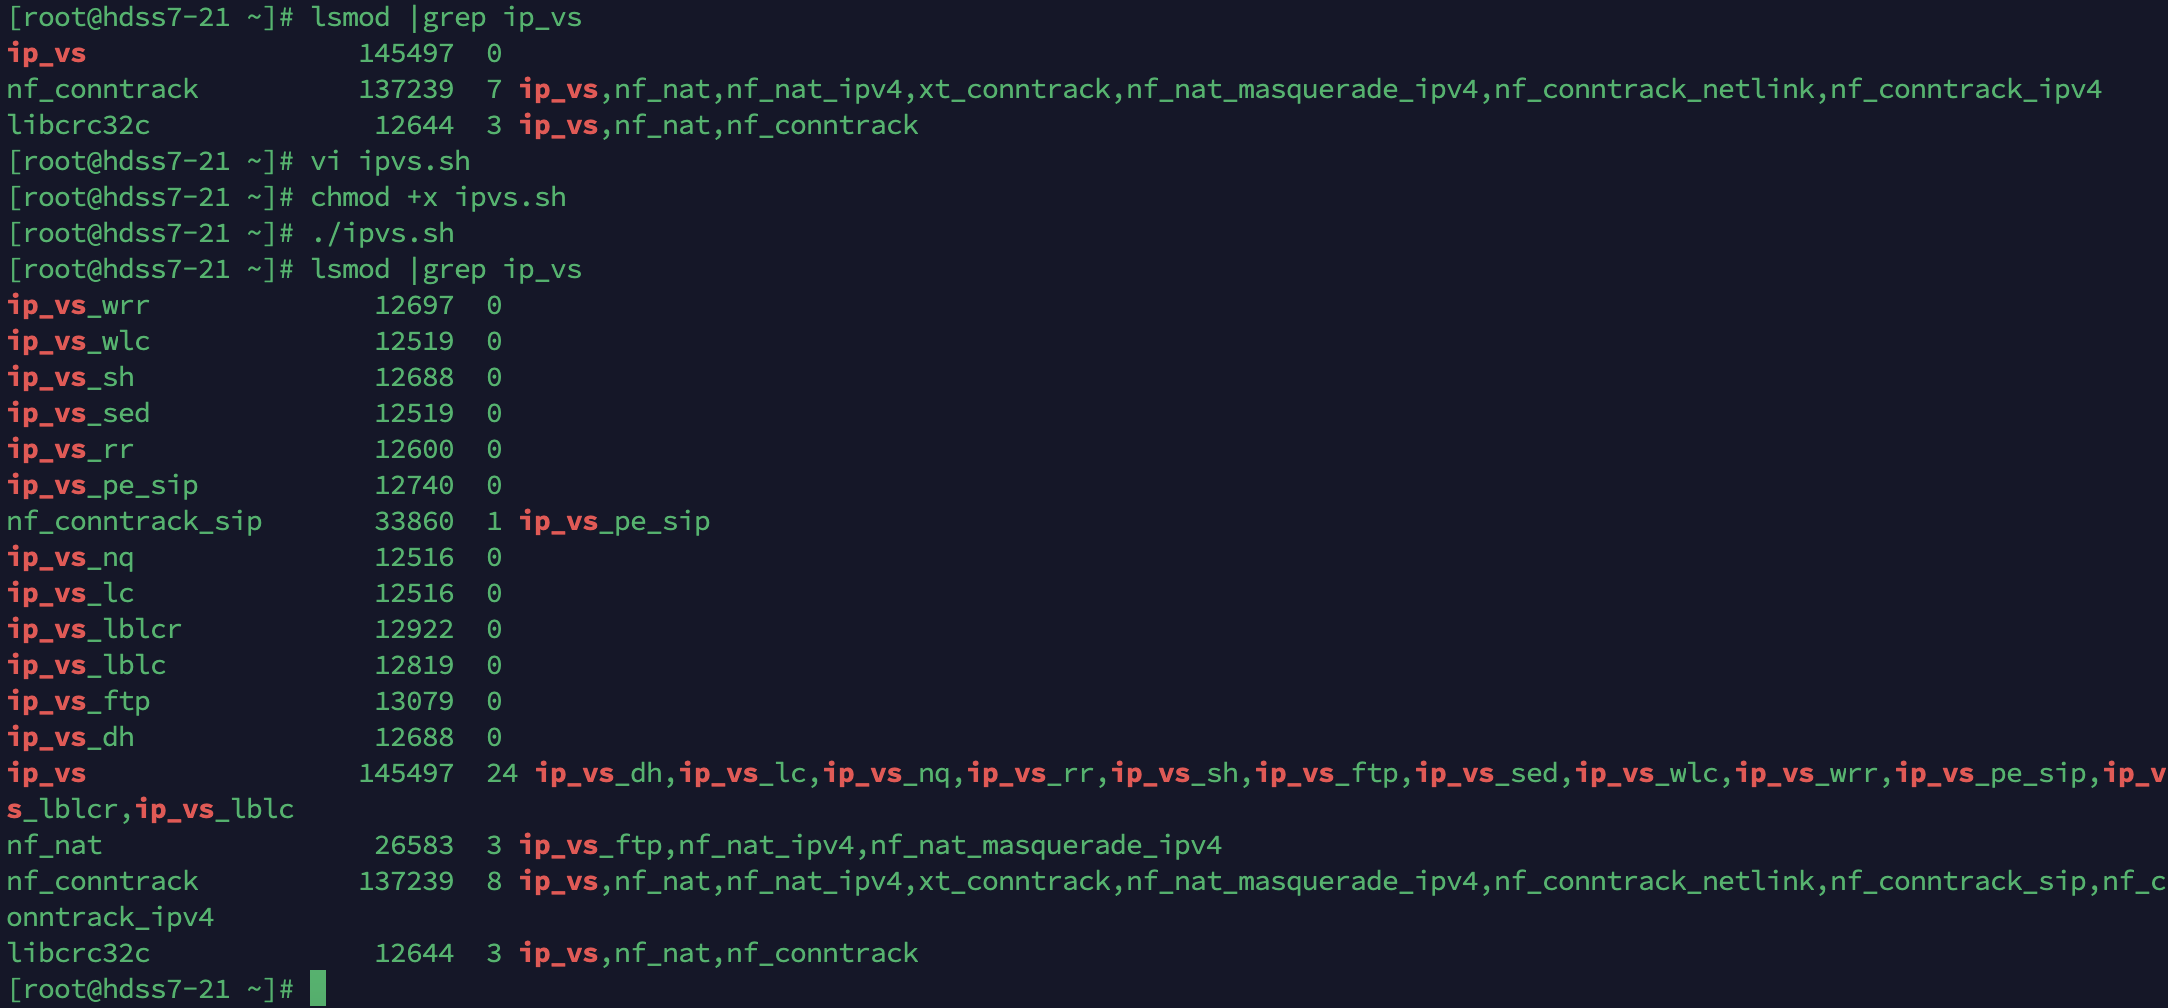 [root@hdss7-21 ~]# lsmod |grep ip_vs
ip_vs                 145497  0
nf_conntrack          137239  7 ip_vs,nf_nat,nf_nat_ipv4,xt_conntrack,nf_nat_masquerade_ipv4,nf_conntrack_netlink,nf_conntrack_ipv4
libcrc32c              12644  3 ip_vs,nf_nat,nf_conntrack
[root@hdss7-21 ~]# vi ipvs.sh
[root@hdss7-21 ~]# chmod +x ipvs.sh
[root@hdss7-21 ~]# ./ipvs.sh
[root@hdss7-21 ~]# lsmod |grep ip_vs
ip_vs_wrr              12697  0
ip_vs_wlc              12519  0
ip_vs_sh               12688  0
ip_vs_sed              12519  0
ip_vs_rr               12600  0
ip_vs_pe_sip           12740  0
nf_conntrack_sip       33860  1 ip_vs_pe_sip
ip_vs_nq               12516  0
ip_vs_lc               12516  0
ip_vs_lblcr            12922  0
ip_vs_lblc             12819  0
ip_vs_ftp              13079  0
ip_vs_dh               12688  0
ip_vs                 145497  24 ip_vs_dh,ip_vs_lc,ip_vs_nq,ip_vs_rr,ip_vs_sh,ip_vs_ftp,ip_vs_sed,ip_vs_wlc,ip_vs_wrr,ip_vs_pe_sip,ip_v
s_lblcr,ip_vs_lblc
nf_nat                 26583  3 ip_vs_ftp,nf_nat_ipv4,nf_nat_masquerade_ipv4
nf_conntrack          137239  8 ip_vs,nf_nat,nf_nat_ipv4,xt_conntrack,nf_nat_masquerade_ipv4,nf_conntrack_netlink,nf_conntrack_sip,nf_c
onntrack_ipv4
libcrc32c              12644  3 ip_vs,nf_nat,nf_conntrack
[root@hdss7-21 ~]#